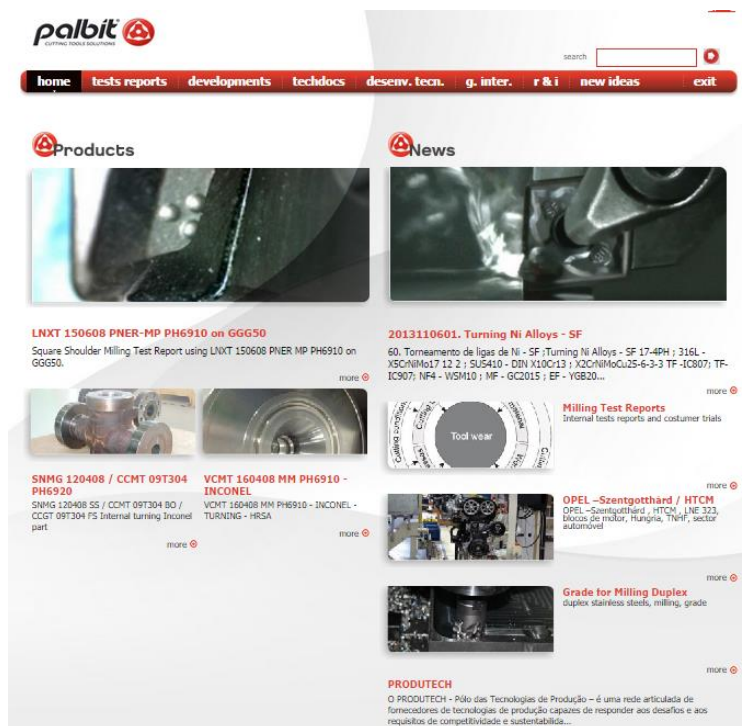 palbit
CUTTING TOOLS SOLUTIONS
search
home
tests reports
developments
techdocs
desenv. tecn.
g. inter.
r & i
new ideas
exit
Products
LNXT 150608 PNER-MP PH6910 on GGG50
Square Shoulder Milling Test Report using LNXT 150608 PNER MP PH6910 on
GGG50.
more
SNMG 120408 / CCMT 09T304
PH6920
SNMG 120408 SS / CCMT 09T304 BO /
CCGT 09T304 FS Internal turning Inconel
part
more
VCMT 160408 MM PH6910 -
INCONEL
VCMT 160408 MM PH6910 - INCONEL -
TURNING - HRSA
more
News
2013110601. Turning Ni Alloys - SF
60. Torneamento de ligas de Ni - SF ;Turning Ni Alloys - SF 17-4PH ; 316L -
X5CrNiMo17 12 2 ; SUS410 - DIN X10Cr13 ; X2CrNiMoCu25-6-3-3 TF -IC807; TF-
IC907; NF4 - WSM10 ; MF - GC2015 ; EF - YGB20...
more
Cutting conditions
Tool wear
Milling Test Reports
Internal tests reports and costumer trials
more
OPEL –Szentgotthárd / HTCM
OPEL –Szentgotthárd , HTCM , LNE 323,
blocos de motor, Hungria, TNHF, sector
automóvel
more
Grade for Milling Duplex
duplex stainless steels, milling, grade
more
PRODUTECH
O PRODUTECH - Pólo das Tecnologias de Produção – é uma rede articulada de
fornecedores de tecnologias de produção capazes de responder aos desafios e aos
requisitos de competitividade e sustentabilida...